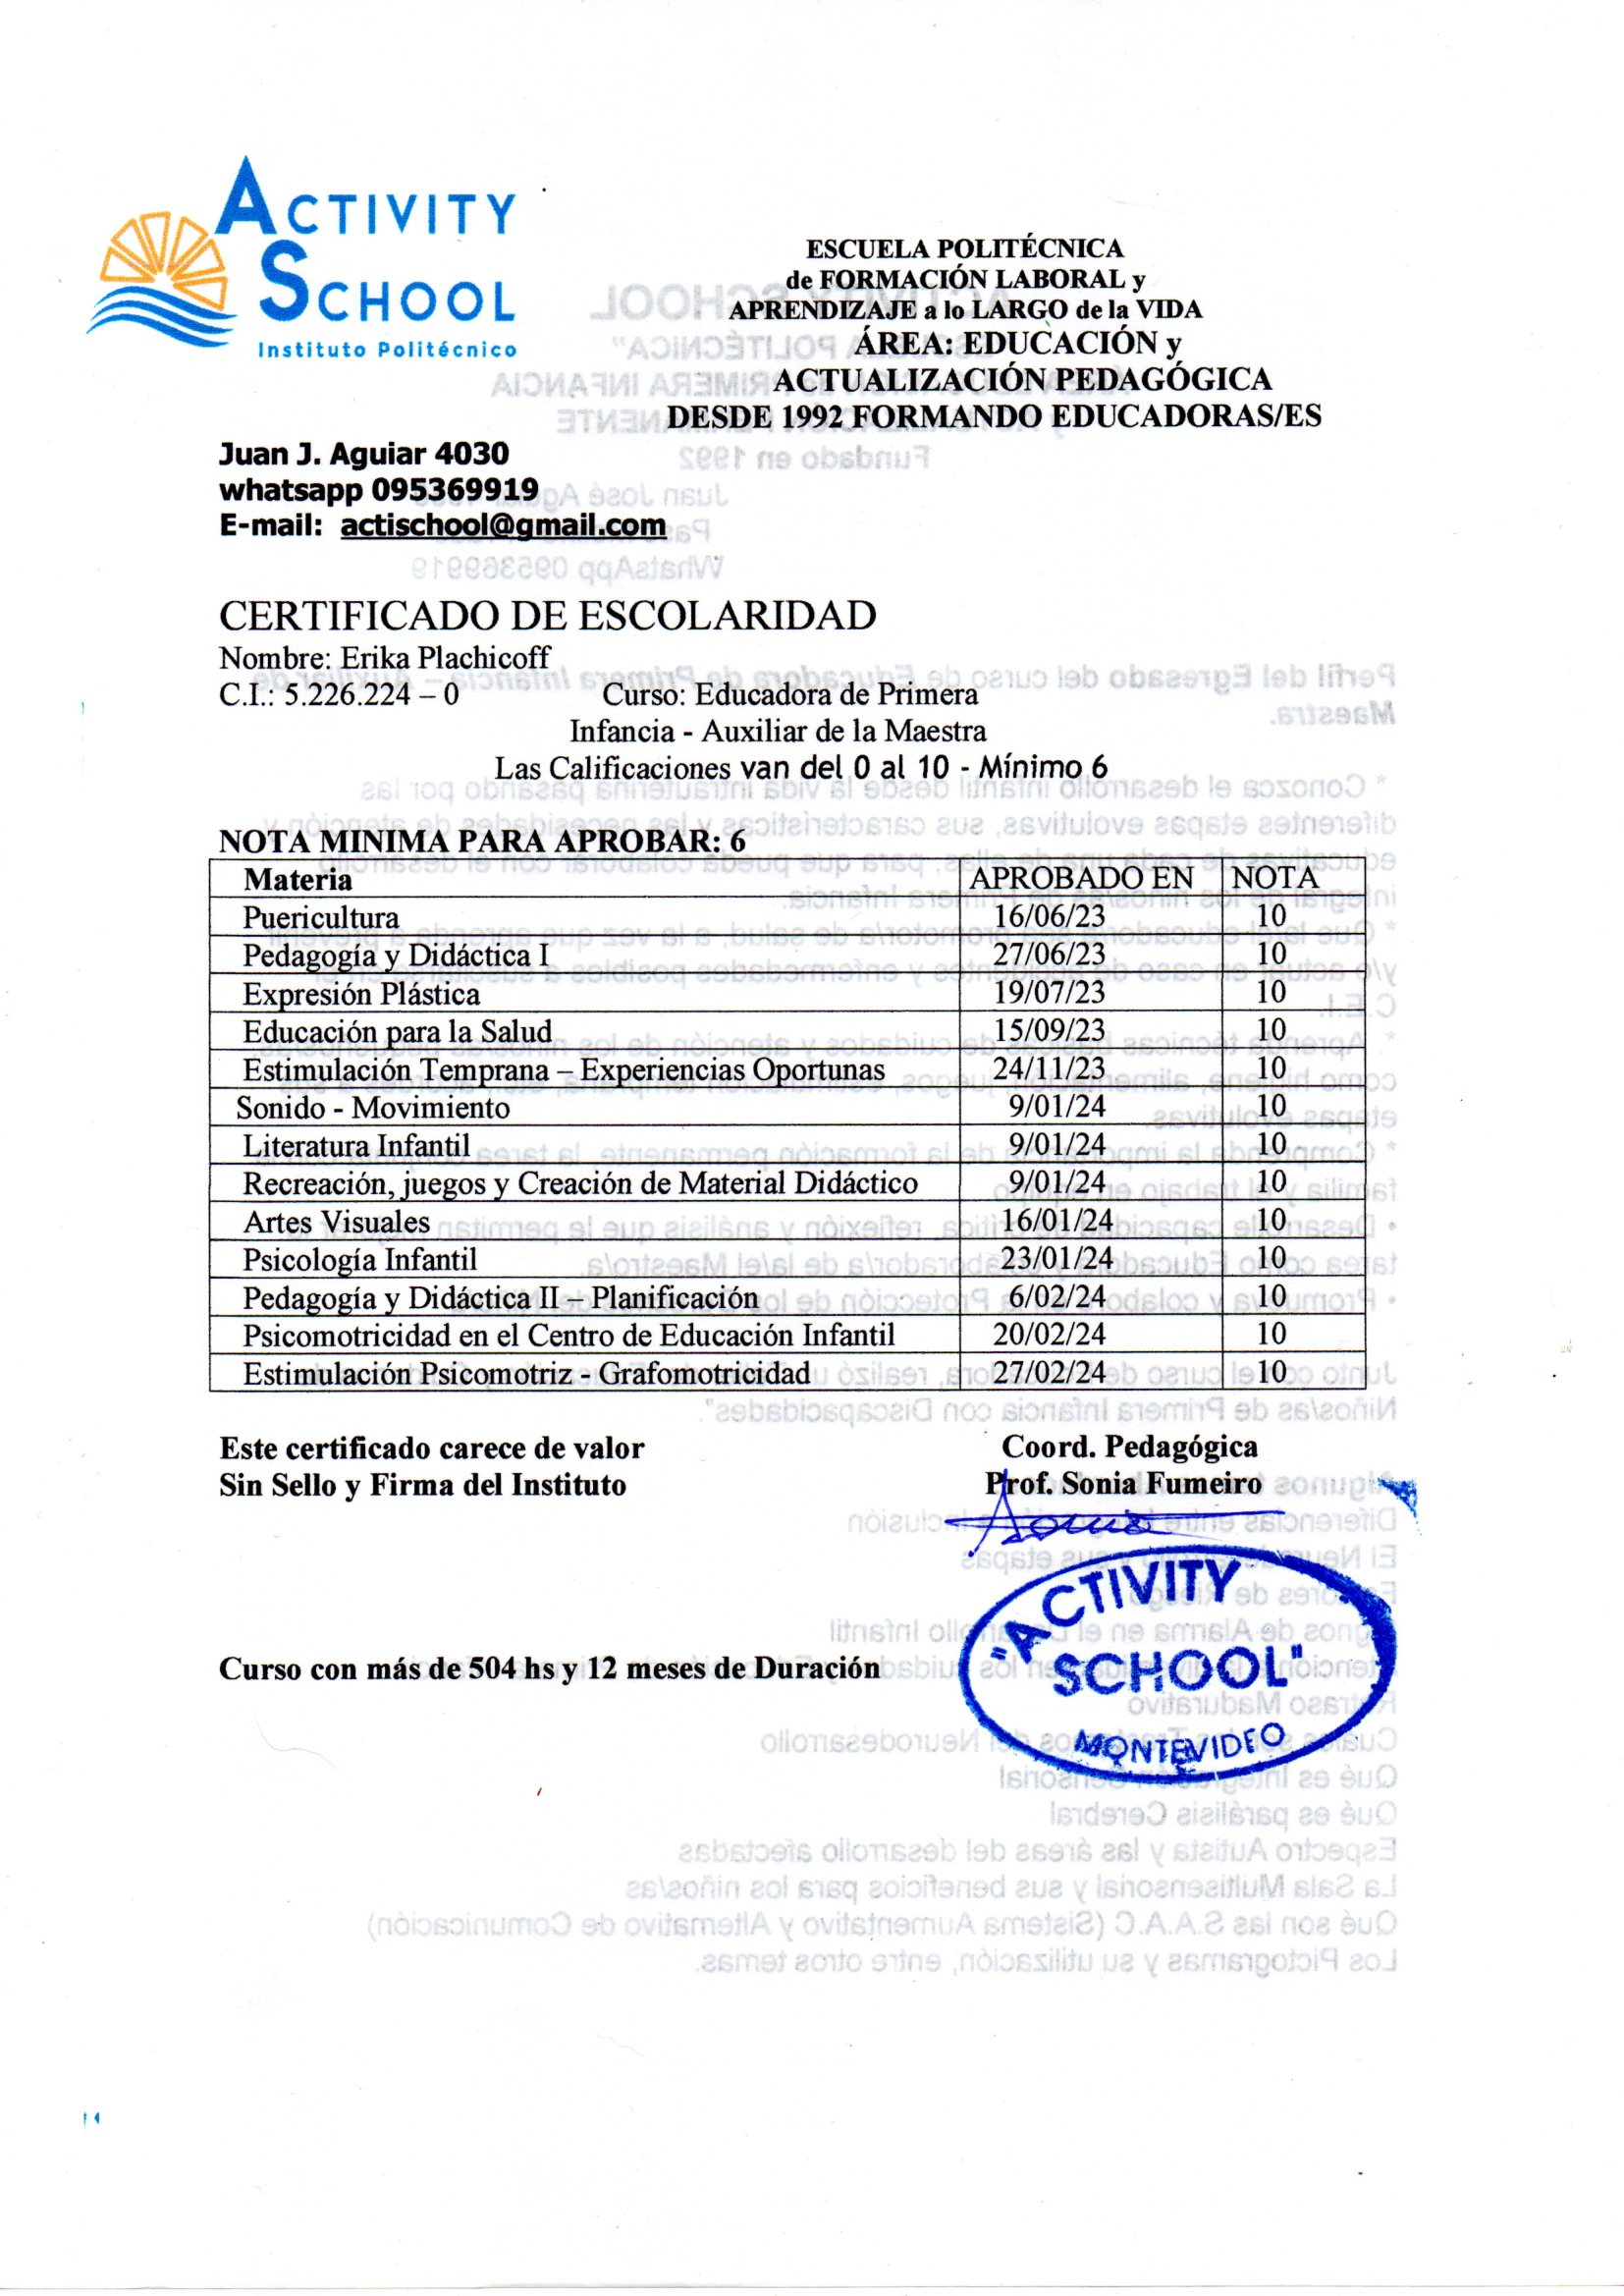 ACTIVITY
SCHOOL
Instituto Politécnico
ESCUELA POLITÉCNICA
de FORMACIÓN LABORAL y
APRENDIZAJE a lo LARGO de la VIDA
ÁREA: EDUCACIÓN y
ACTUALIZACIÓN PEDAGÓGICA
DESDE 1992 FORMANDO EDUCADORAS/ES
Juan J. Aguiar 4030
whatsapp 095369919
E-mail: actischool@gmail.com
CERTIFICADO DE ESCOLARIDAD
Nombre: Erika Plachicoff
C.I.: 5.226.224 – 0 Curso: Educadora de Primera
Infancia - Auxiliar de la Maestra
Las Calificaciones van del 0 al 10 - Mínimo 6
NOTA MINIMA PARA APROBAR: 6
Materia APROBADO EN NOTA
Puericultura 16/06/23 10
Pedagogía y Didáctica I 27/06/23 10
Expresión Plástica 19/07/23 10
Educación para la Salud 15/09/23 10
Estimulación Temprana – Experiencias Oportunas 24/11/23 10
Sonido - Movimiento 9/01/24 10
Literatura Infantil 9/01/24 10
Recreación, juegos y Creación de Material Didáctico 9/01/24 10
Artes Visuales 16/01/24 10
Psicología Infantil 23/01/24 10
Pedagogía y Didáctica II – Planificación 6/02/24 10
Psicomotricidad en el Centro de Educación Infantil 20/02/24 10
Estimulación Psicomotriz - Grafomotricidad 27/02/24 10
Este certificado carece de valor
Sin Sello y Firma del Instituto
Coord. Pedagógica
Prof. Sonia Fumeiro
"ACTIVITY
SCHOOL"
MONTEVIDEO
Curso con más de 504 hs y 12 meses de Duración